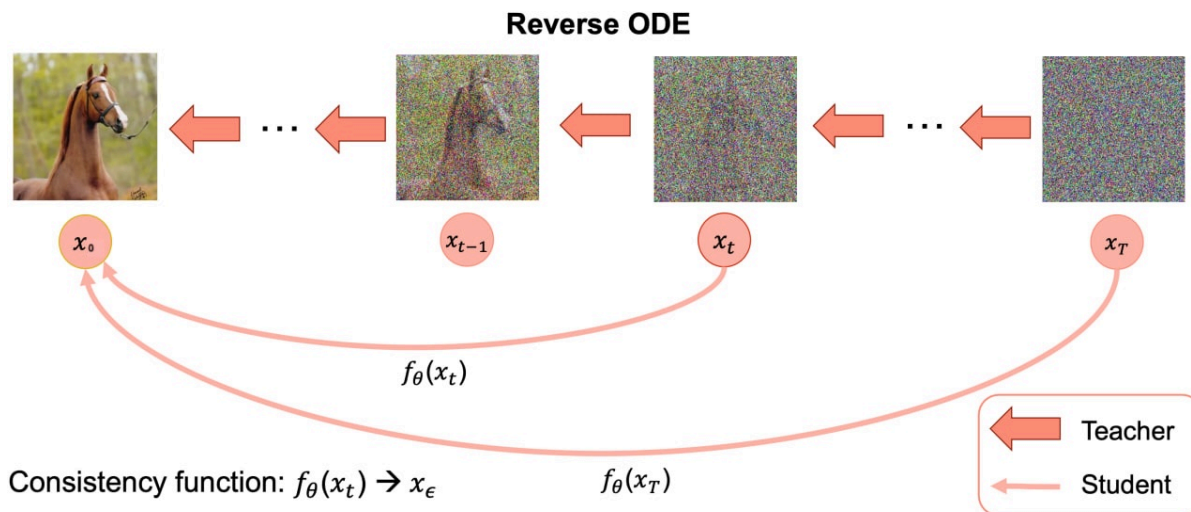 Reverse ODE
...
...
x₀
xₜ₋₁
xₜ
x_T
f_θ(xₜ)
f_θ(x_T)
Teacher
Student
Consistency function: f_θ(xₜ) → x_ϵ